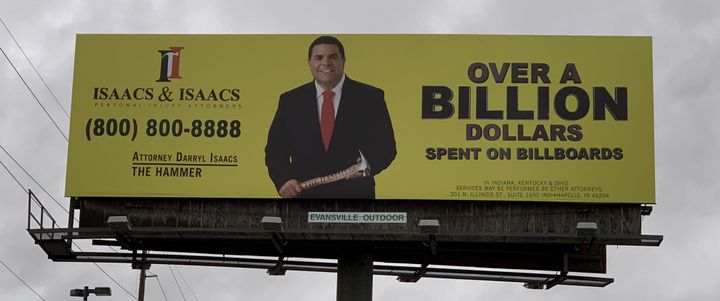 ISAACS & ISAACS
PERSONAL INJURY ATTORNEYS
(800) 800-8888
ATTORNEY DARRYL ISAACS
THE HAMMER
THE HAMMER
OVER A
BILLION
DOLLARS
SPENT ON BILLBOARDS
IN INDIANA, KENTUCKY & OHIO.
SERVICES MAY BE PERFORMED BY OTHER ATTORNEYS.
201 N. ILLINOIS ST., SUITE 1600 INDIANAPOLIS, IN 46204
EVANSVILLE OUTDOOR